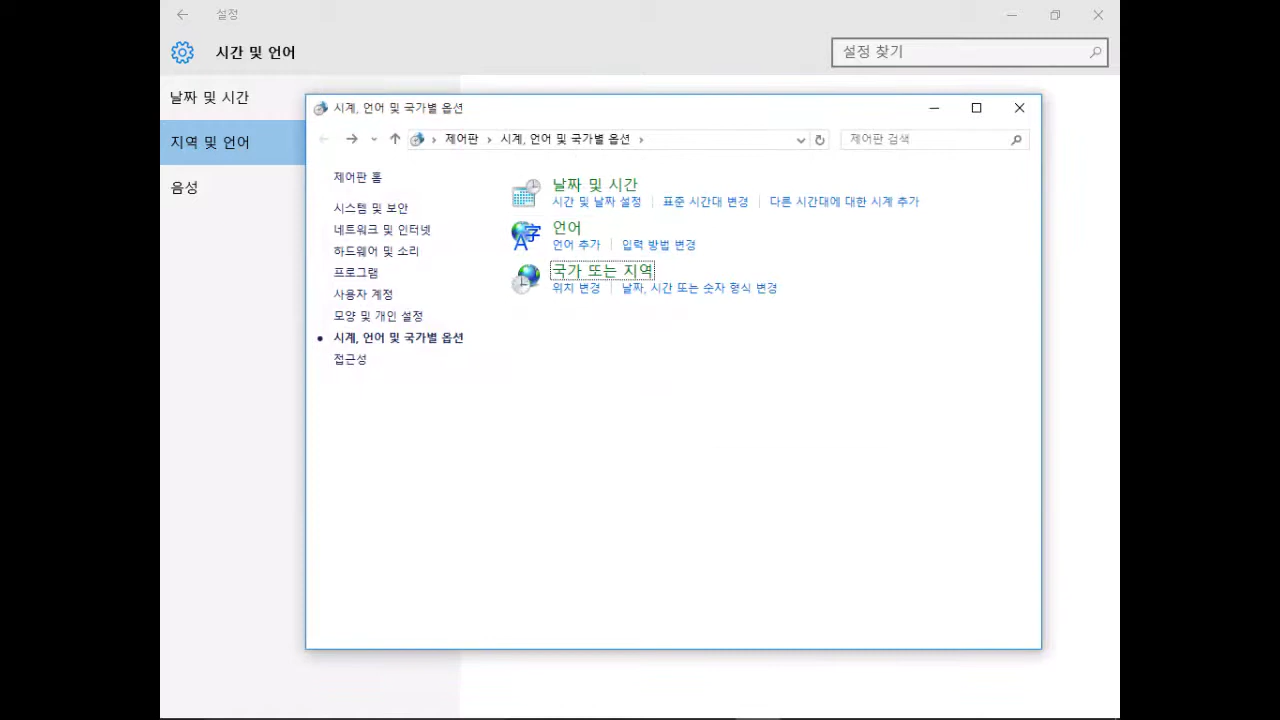 설정
시간 및 언어
설정 찾기
날짜 및 시간
지역 및 언어
음성
시계, 언어 및 국가별 옵션
제어판 › 시계, 언어 및 국가별 옵션 ›
제어판 검색
제어판 홈
시스템 및 보안
네트워크 및 인터넷
하드웨어 및 소리
프로그램
사용자 계정
모양 및 개인 설정
시계, 언어 및 국가별 옵션
접근성
날짜 및 시간
시간 및 날짜 설정 | 표준 시간대 변경 | 다른 시간대에 대한 시계 추가
언어
언어 추가 | 입력 방법 변경
국가 또는 지역
위치 변경 | 날짜, 시간 또는 숫자 형식 변경